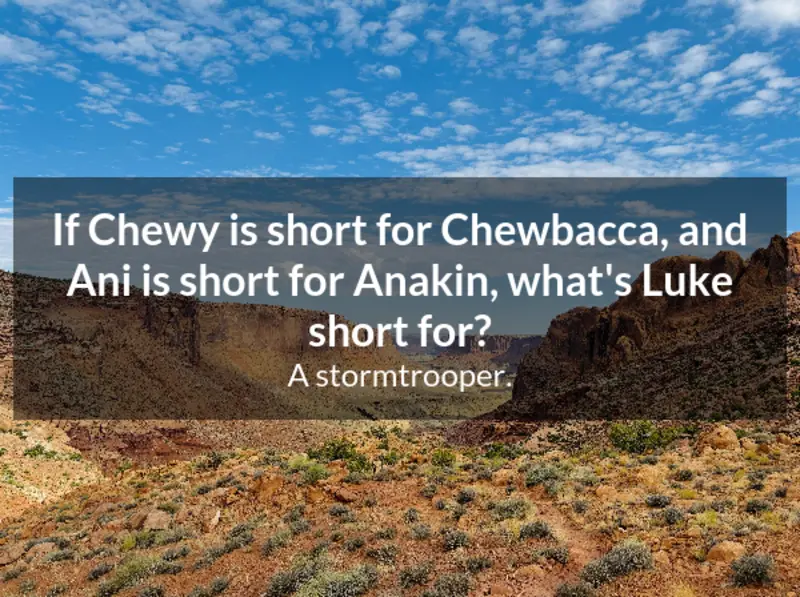 If Chewy is short for Chewbacca, and
Ani is short for Anakin, what's Luke
short for?
A stormtrooper.